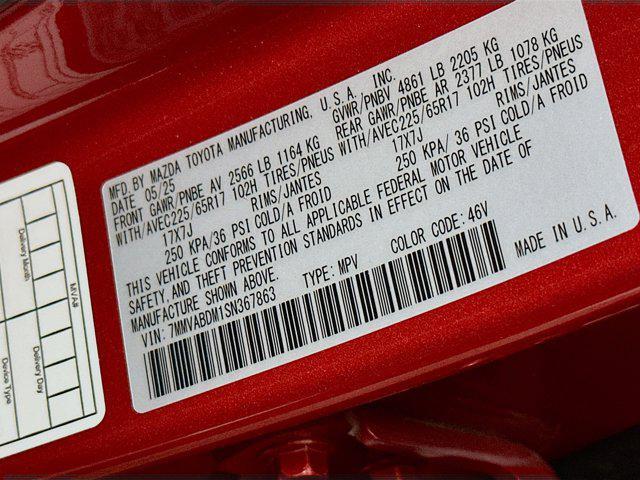 MFD. BY MAZDA TOYOTA MANUFACTURING, U.S.A, INC.
DATE 05/25 GVWR/PNBV 4861 LB 2205 KG
FRONT GAWR/PNBE AV 2566 LB 1164 KG REAR GAWR/PNBE AR 2377 LB 1078 KG
WITH/AVEC225/65R17 102H TIRES/PNEUS WITH/AVEC225/65R17 102H TIRES/PNEUS
17X7J RIMS/JANTES 17X7J RIMS/JANTES
250 KPA/36 PSI COLD/A FROID 250 KPA/ 36 PSI COLD/A FROID
THIS VEHICLE CONFORMS TO ALL APPLICABLE FEDERAL MOTOR VEHICLE
SAFETY, AND THEFT PREVENTION STANDARDS IN EFFECT ON THE DATE OF
MANUFACTURE SHOWN ABOVE.
VIN: 7MMVABDM1SN367863 TYPE: MPV COLOR CODE: 46V
MADE IN U.S.A.
MVA#
Delivery Month
Delivery Day
Device Type